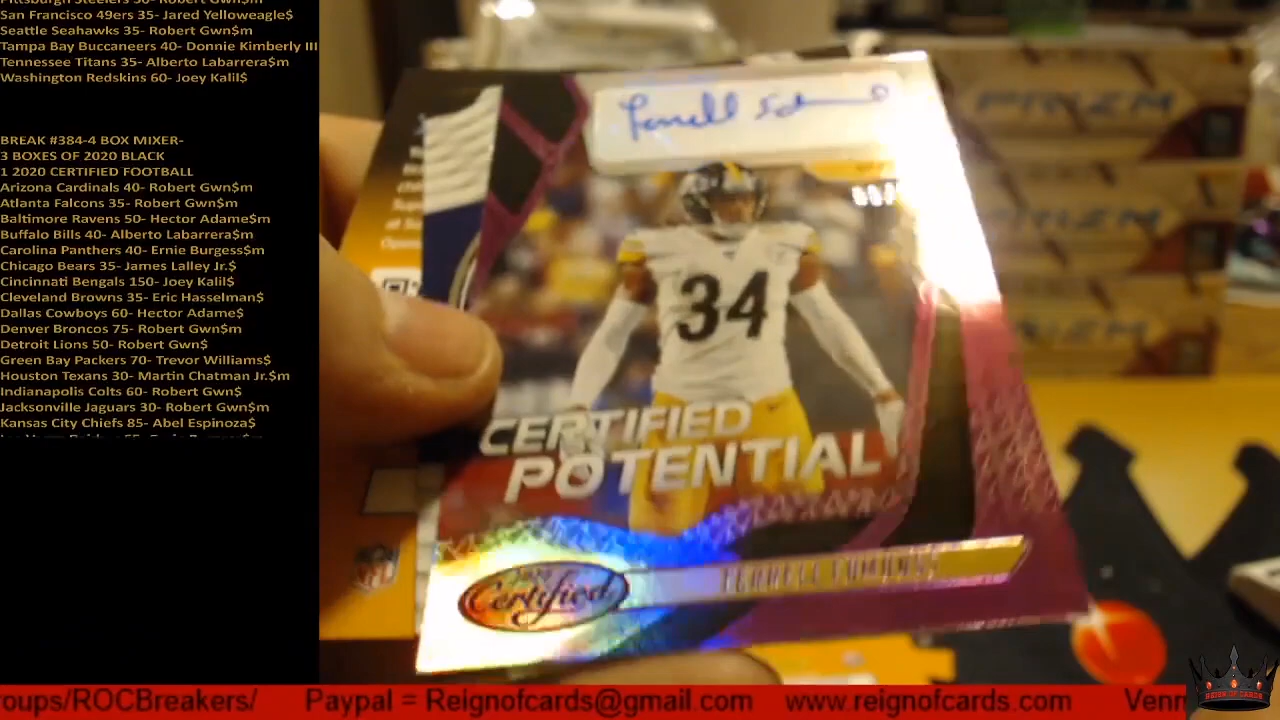 San Francisco 49ers 35- Jared Yelloweagle$
Seattle Seahawks 35- Robert Gwn$m
Tampa Bay Buccaneers 40- Donnie Kimberly III
Tennessee Titans 35- Alberto Labarrera$m
Washington Redskins 60- Joey Kalil$
BREAK #384-4 BOX MIXER-
3 BOXES OF 2020 BLACK
1 2020 CERTIFIED FOOTBALL
Arizona Cardinals 40- Robert Gwn$m
Atlanta Falcons 35- Robert Gwn$m
Baltimore Ravens 50- Hector Adame$m
Buffalo Bills 40- Alberto Labarrera$m
Carolina Panthers 40- Ernie Burgess$m
Chicago Bears 35- James Lalley Jr.$
Cincinnati Bengals 150- Joey Kalil$
Cleveland Browns 35- Eric Hasselman$
Dallas Cowboys 60- Hector Adame$
Denver Broncos 75- Robert Gwn$m
Detroit Lions 50- Robert Gwn$
Green Bay Packers 70- Trevor Williams$
Houston Texans 30- Martin Chatman Jr.$m
Indianapolis Colts 60- Robert Gwn$
Jacksonville Jaguars 30- Robert Gwn$m
Kansas City Chiefs 85- Abel Espinoza$
PRIZM
PRIZM
34
CERTIFIED
POTENTIAL
Certified
roups/ROCBreakers/ Paypal = Reignofcards@gmail.com www.reignofcards.com Venm
REIGN OF CARDS